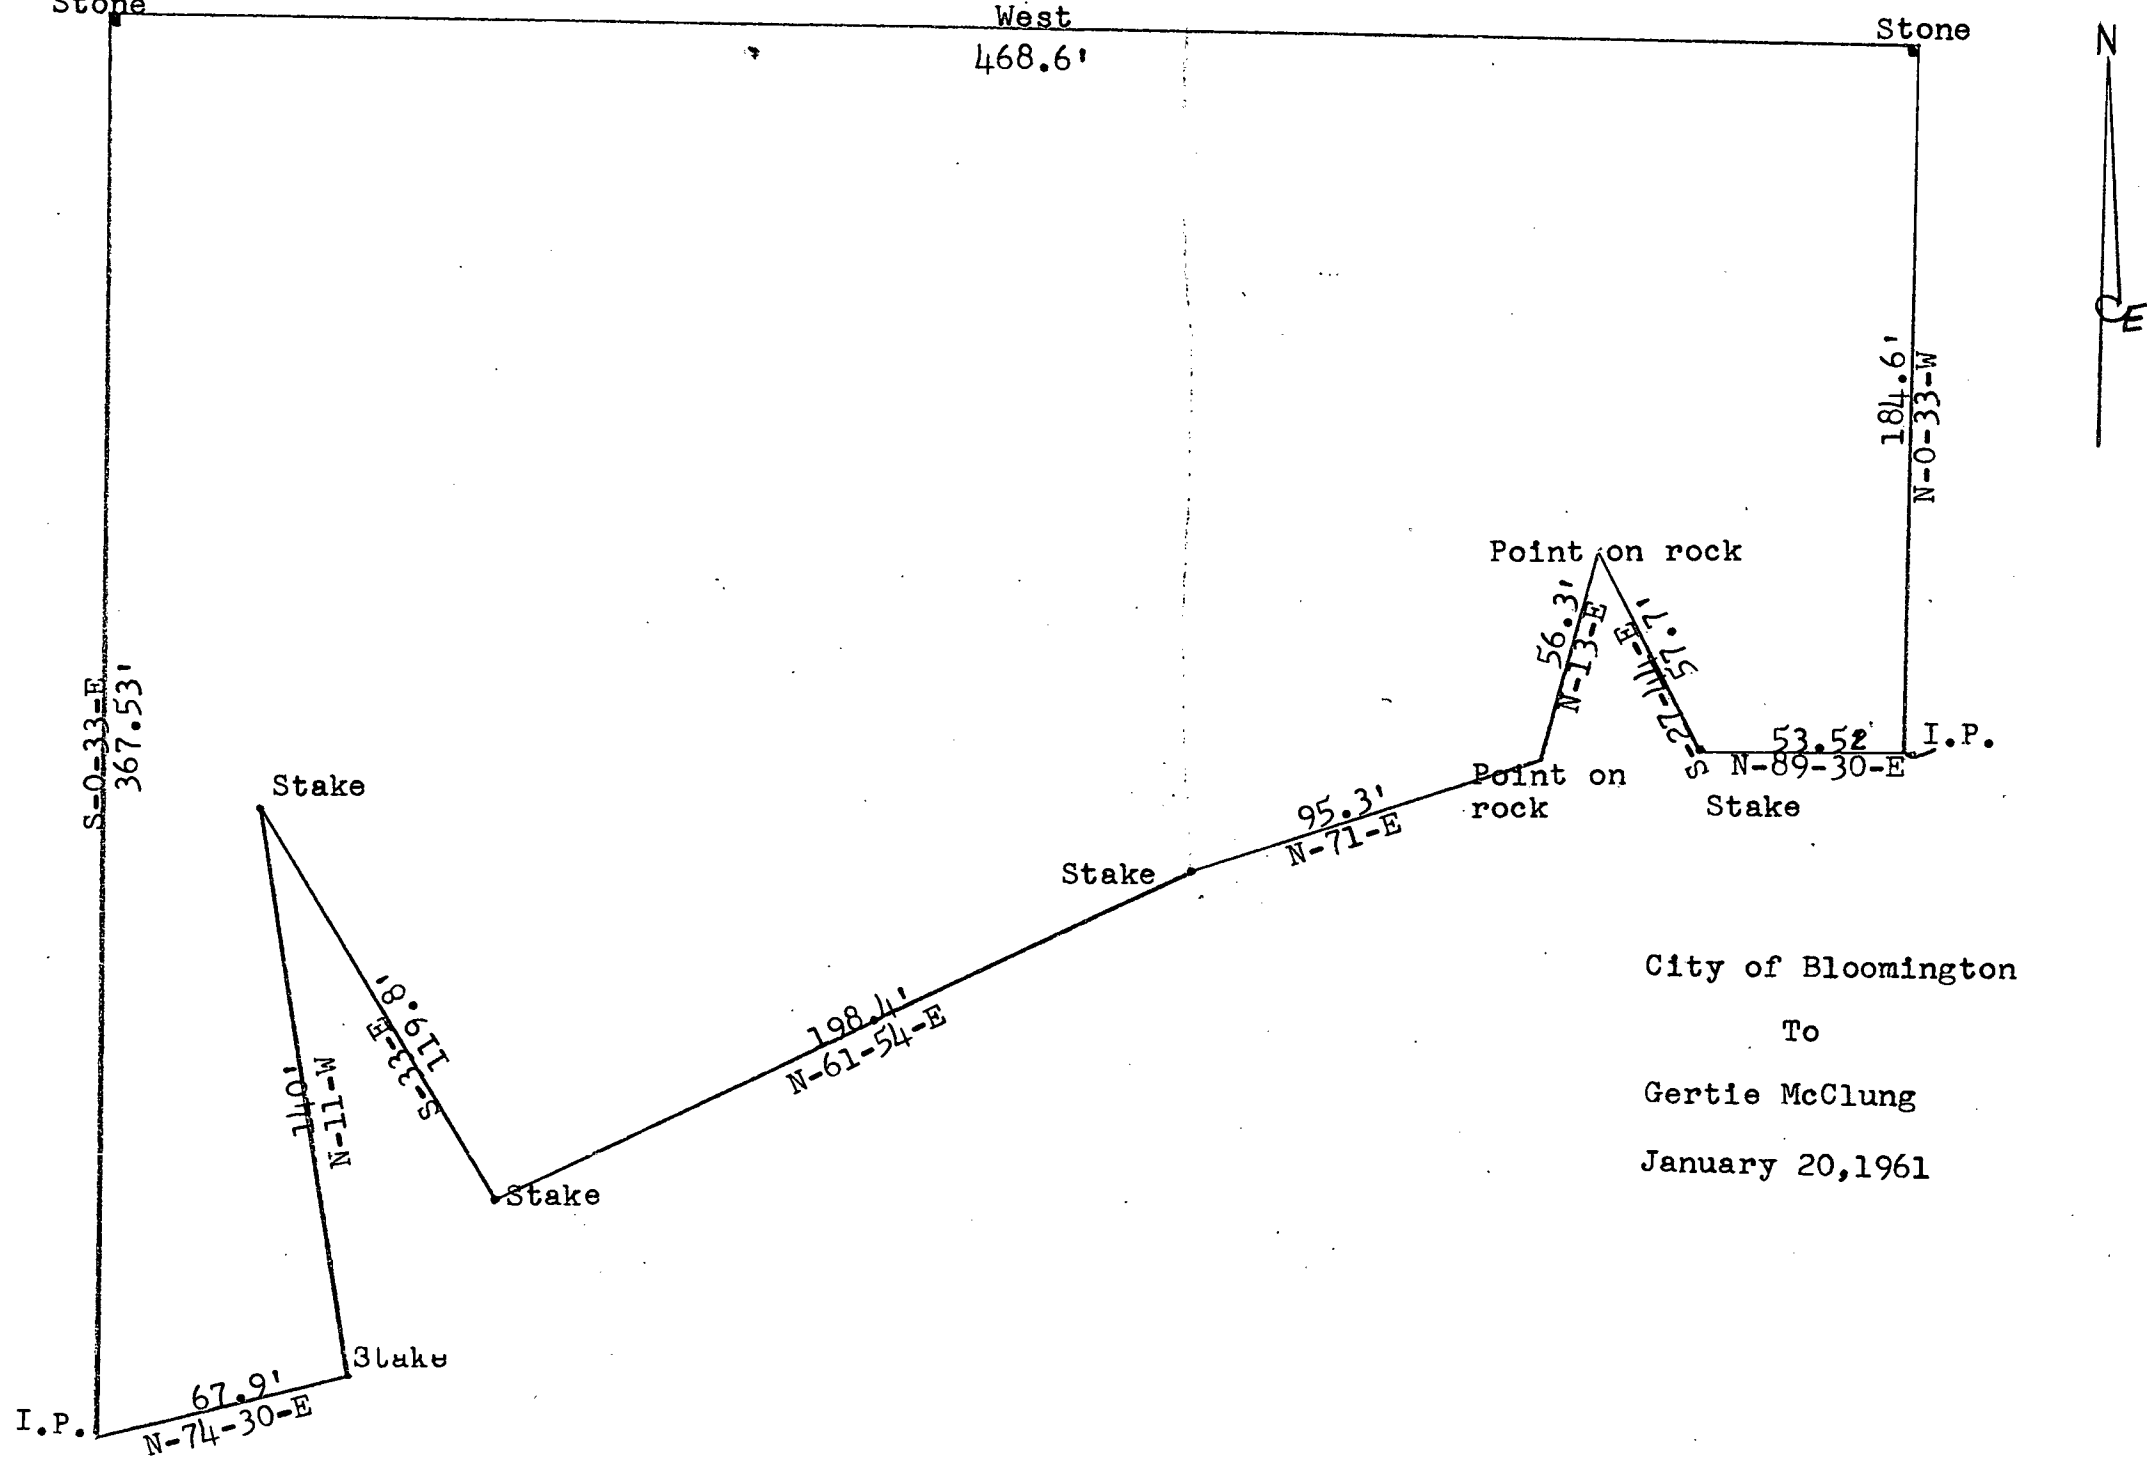 Stone
West
468.6'
Stone
N
E
184.6'
N-0-33-W
Point on rock
56.3'
N-13-E
57.7'
53.52'
N-89-30-E
I.P.
Stake
Point on
rock
95.3'
N-71-E
Stake
S-0-33-E
367.53'
Stake
119.8'
S-33-E
140'
N-11-W
198.4'
N-61-54-E
Stake
Stake
67.9'
N-74-30-E
I.P.
City of Bloomington
To
Gertie McClung
January 20,1961